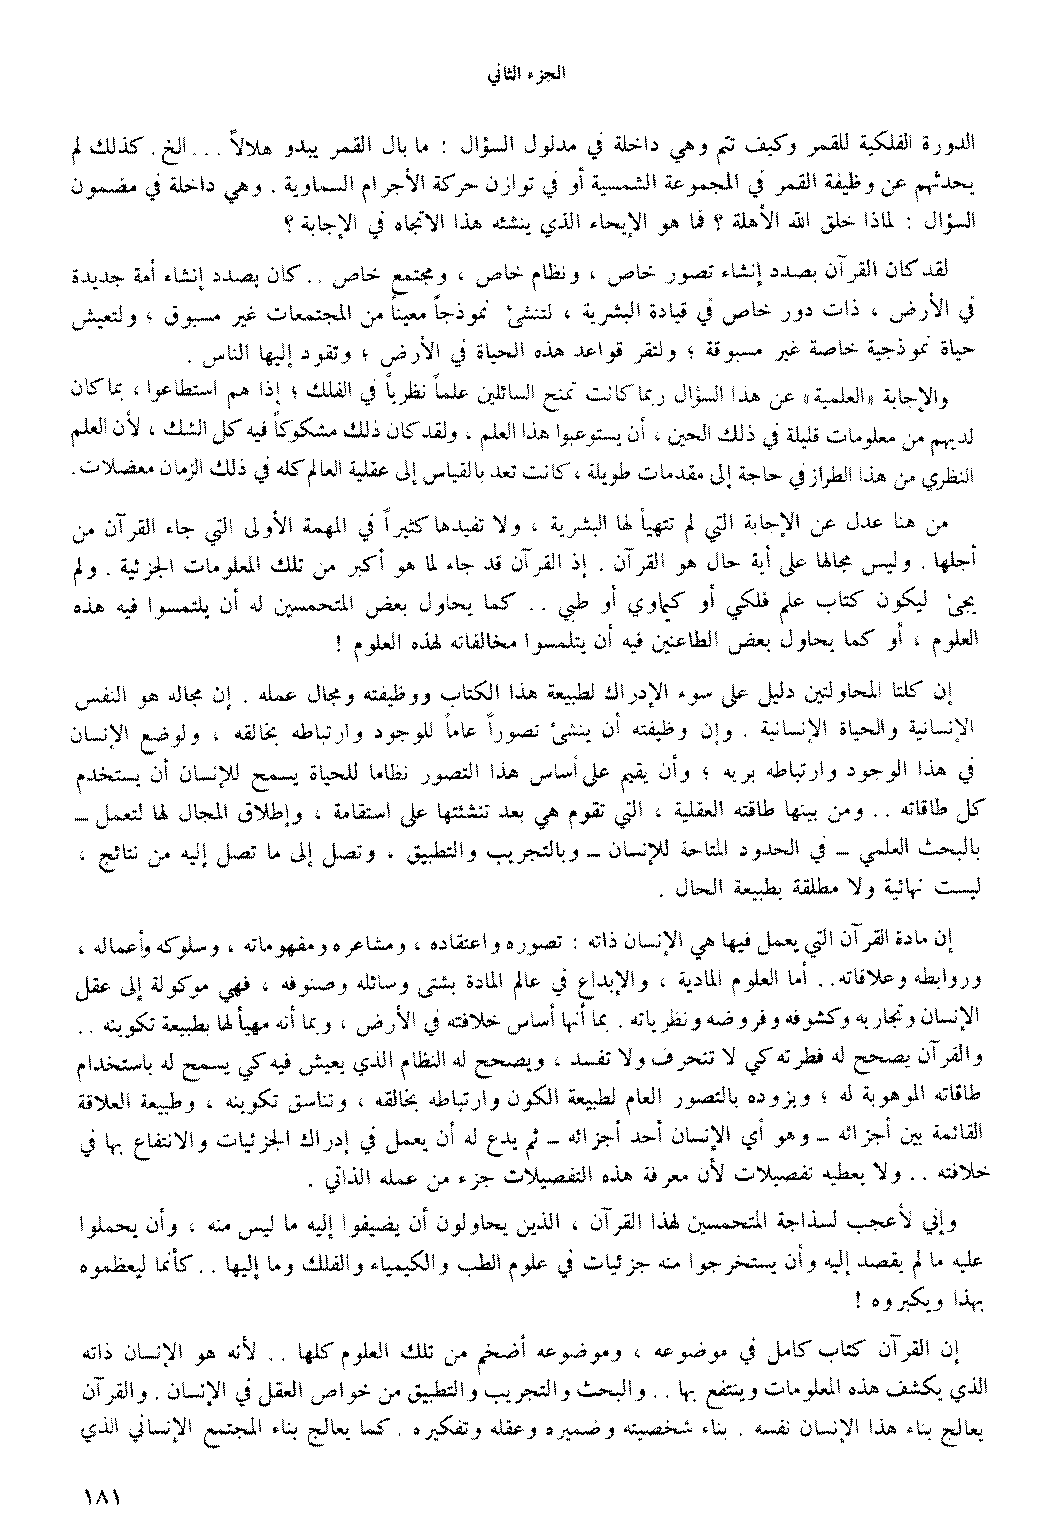 الجزء الثاني
الدورة الفلكية للقمر وكيف تتم وهي داخلة في مدلول السؤال : ما بال القمر يبدو هلالاً ... الخ . كذلك لم
يحدثهم عن وظيفة القمر في المجموعة الشمسية أو في توازن حركة الأجرام السماوية . وهي داخلة في مضمون
السؤال : لماذا خلق الله الأهلة ؟ فما هو الإيحاء الذي ينشئه هذا الاتجاه في الإجابة ؟
لقد كان القرآن بصدد إنشاء تصور خاص ، ونظام خاص ، ومجتمع خاص .. كان بصدد إنشاء أمة جديدة
في الأرض ، ذات دور خاص في قيادة البشرية ، لتنشئ نموذجاً معيناً من المجتمعات غير مسبوق ؛ ولتعيش
حياة نموذجية خاصة غير مسبوقة ؛ ولتقر قواعد هذه الحياة في الأرض ؛ وتقود إليها الناس .
والإجابة «العلمية» عن هذا السؤال ربما كانت تمنح السائلين علماً نظرياً في الفلك ؛ إذا هم استطاعوا ، بما كان
لديهم من معلومات قليلة في ذلك الحين ، أن يستوعبوا هذا العلم ، ولقد كان ذلك مشكوكاً فيه كل الشك ، لأن العلم
النظري من هذا الطراز في حاجة إلى مقدمات طويلة ، كانت تعد بالقياس إلى عقلية العالم كله في ذلك الزمان معضلات .
من هنا عدل عن الإجابة التي لم تتهيأ لها البشرية ، ولا تفيدها كثيراً في المهمة الأولى التي جاء القرآن من
أجلها . وليس مجالها على أية حال هو القرآن . إذ القرآن قد جاء لما هو أكبر من تلك المعلومات الجزئية . ولم
يجئ ليكون كتاب علم فلكي أو كيماوي أو طبي .. كما يحاول بعض المتحمسين له أن يلتمسوا فيه هذه
العلوم ، أو كما يحاول بعض الطاعنين فيه أن يتلمسوا مخالفاته لهذه العلوم !
إن كلتا المحاولتين دليل على سوء الإدراك لطبيعة هذا الكتاب ووظيفته ومجال عمله . إن مجاله هو النفس
الإنسانية والحياة الإنسانية . وإن وظيفته أن ينشئ تصوراً عاماً للوجود وارتباطه بخالقه ، ولوضع الإنسان
في هذا الوجود وارتباطه بربه ؛ وأن يقيم على أساس هذا التصور نظاما للحياة يسمح للإنسان أن يستخدم
كل طاقاته .. ومن بينها طاقته العقلية ، التي تقوم هي بعد تنشئتها على استقامة ، وإطلاق المجال لها لتعمل –
بالبحث العلمي – في الحدود المتاحة للإنسان – وبالتجريب والتطبيق ، وتصل إلى ما تصل إليه من نتائج ،
ليست نهائية ولا مطلقة بطبيعة الحال .
إن مادة القرآن التي يعمل فيها هي الإنسان ذاته : تصوره واعتقاده ، ومشاعره ومفهوماته ، وسلوكه وأعماله ،
وروابطه وعلاقاته .. أما العلوم المادية ، والإبداع في عالم المادة بشتى وسائله وصنوفه ، فهي موكولة إلى عقل
الإنسان وتجاربه وكشوفه وفروضه ونظرياته . بما أنها أساس خلافته في الأرض ، وبما أنه مهيأ لها بطبيعة تكوينه ..
والقرآن يصحح له فطرته كي لا تنحرف ولا تفسد ، ويصحح له النظام الذي يعيش فيه كي يسمح له باستخدام
طاقاته الموهوبة له ؛ ويزوده بالتصور العام لطبيعة الكون وارتباطه بخالقه ، وتناسق تكوينه ، وطبيعة العلاقة
القائمة بين أجزائه – وهو أي الإنسان أحد أجزائه – ثم يدع له أن يعمل في إدراك الجزئيات والانتفاع بها في
خلافته .. ولا يعطيه تفصيلات لأن معرفة هذه التفصيلات جزء من عمله الذاتي .
وإني لأعجب لسذاجة المتحمسين لهذا القرآن ، الذين يحاولون أن يضيفوا إليه ما ليس منه ، وأن يحملوا
عليه ما لم يقصد إليه وأن يستخرجوا منه جزئيات في علوم الطب والكيمياء والفلك وما إليها .. كأنما ليعظموه
بهذا ويكبروه !
إن القرآن كتاب كامل في موضوعه ، وموضوعه أضخم من تلك العلوم كلها .. لأنه هو الإنسان ذاته
الذي يكشف هذه المعلومات وينتفع بها .. والبحث والتجريب والتطبيق من خواص العقل في الإنسان . والقرآن
يعالج بناء هذا الإنسان نفسه . بناء شخصيته وضميره وعقله وتفكيره . كما يعالج بناء المجتمع الإنساني الذي
١٨١